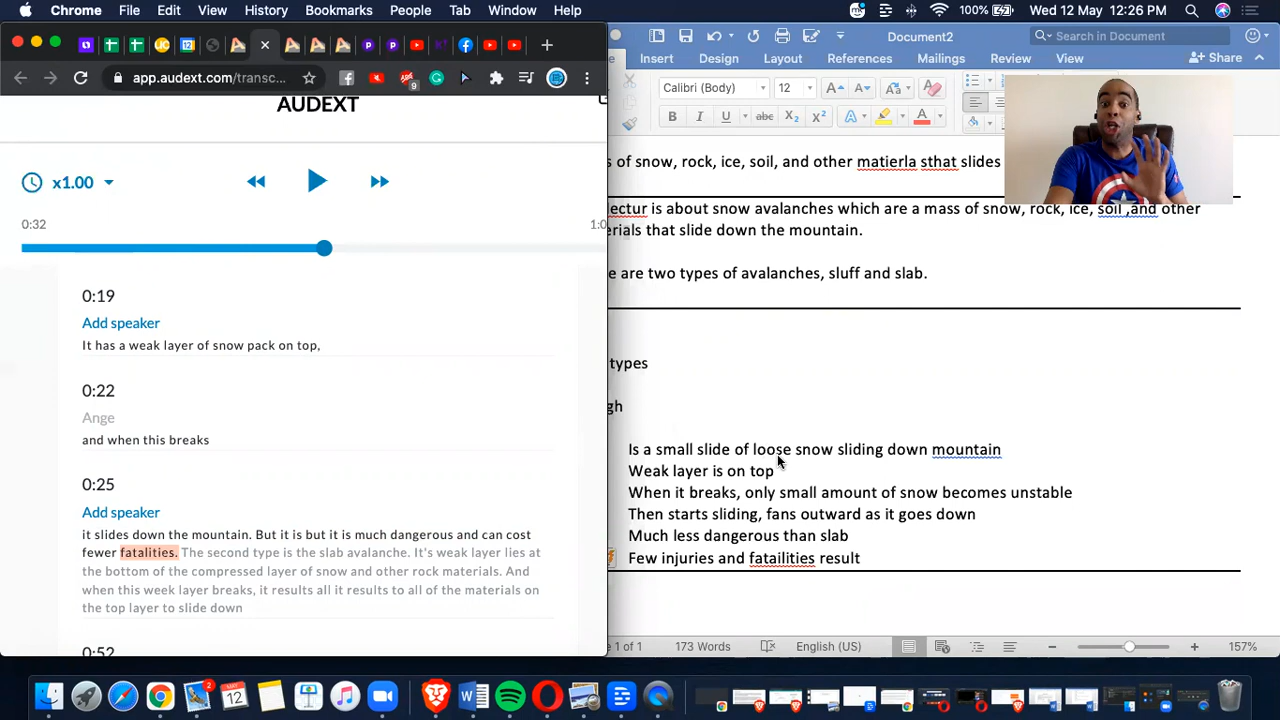 Chrome File Edit View History Bookmarks People Tab Window Help 100% Wed 12 May 12:26 PM
app.audext.com/transc...
9
AUDEXT
x1.00
0:32
1:0
0:19
Add speaker
It has a weak layer of snow pack on top,
0:22
Ange
and when this breaks
0:25
Add speaker
it slides down the mountain. But it is but it is much dangerous and can cost
fewer fatalities. The second type is the slab avalanche. It's weak layer lies at
the bottom of the compressed layer of snow and other rock materials. And
when this week layer breaks, it results all it results to all of the materials on
the top layer to slide down
0:52
Document2
Search in Document
Insert Design Layout References Mailings Review View Share
Calibri (Body) 12
B I U abc X2 X2
s of snow, rock, ice, soil, and other matierla sthat slides
ectur is about snow avalanches which are a mass of snow, rock, ice, soil ,and other
erials that slide down the mountain.
e are two types of avalanches, sluff and slab.
types
gh
Is a small slide of loose snow sliding down mountain
Weak layer is on top
When it breaks, only small amount of snow becomes unstable
Then starts sliding, fans outward as it goes down
Much less dangerous than slab
Few injuries and fatailities result
1 of 1 173 Words English (US) 157%
2
12